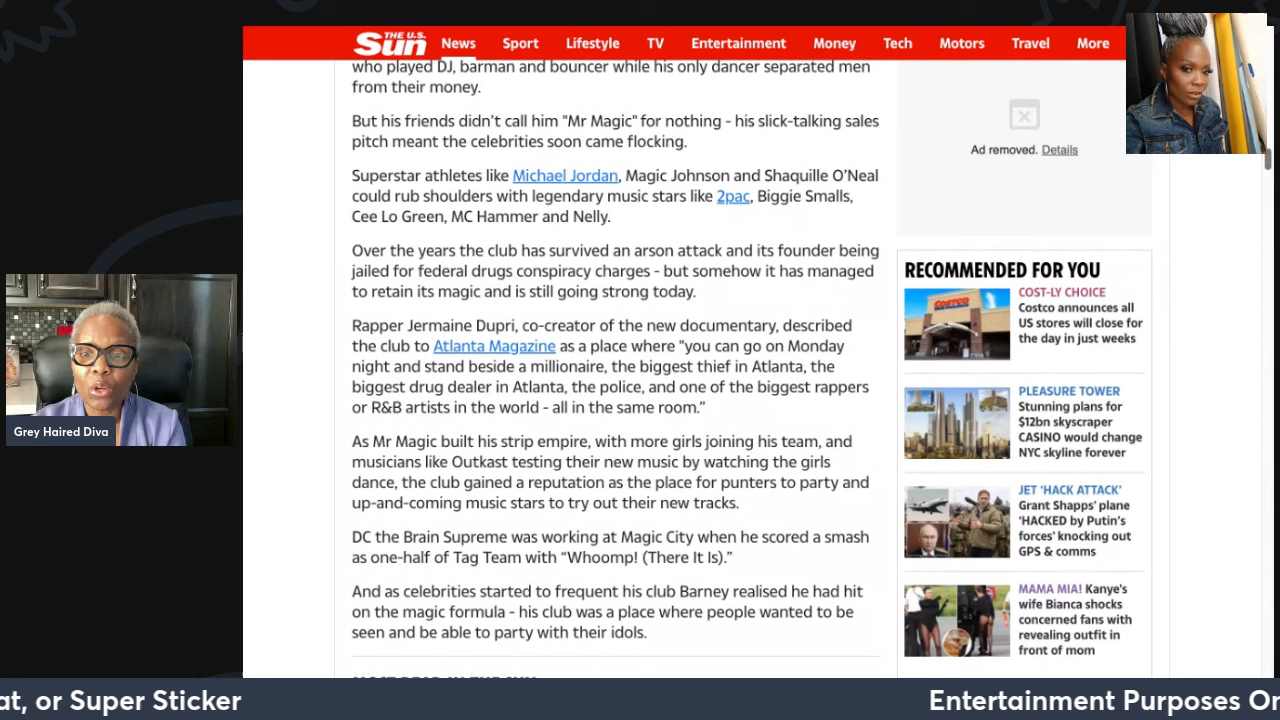 THE U.S.
Sun
News Sport Lifestyle TV Entertainment Money Tech Motors Travel More
who played DJ, barman and bouncer while his only dancer separated men
from their money.
But his friends didn't call him "Mr Magic" for nothing - his slick-talking sales
pitch meant the celebrities soon came flocking.
Superstar athletes like Michael Jordan, Magic Johnson and Shaquille O'Neal
could rub shoulders with legendary music stars like 2pac, Biggie Smalls,
Cee Lo Green, MC Hammer and Nelly.
Over the years the club has survived an arson attack and its founder being
jailed for federal drugs conspiracy charges - but somehow it has managed
to retain its magic and is still going strong today.
Rapper Jermaine Dupri, co-creator of the new documentary, described
the club to Atlanta Magazine as a place where "you can go on Monday
night and stand beside a millionaire, the biggest thief in Atlanta, the
biggest drug dealer in Atlanta, the police, and one of the biggest rappers
or R&B artists in the world - all in the same room.”
As Mr Magic built his strip empire, with more girls joining his team, and
musicians like Outkast testing their new music by watching the girls
dance, the club gained a reputation as the place for punters to party and
up-and-coming music stars to try out their new tracks.
DC the Brain Supreme was working at Magic City when he scored a smash
as one-half of Tag Team with “Whoomp! (There It Is).”
And as celebrities started to frequent his club Barney realised he had hit
on the magic formula - his club was a place where people wanted to be
seen and be able to party with their idols.
Ad removed. Details
RECOMMENDED FOR YOU
COSTCO
COST-LY CHOICE
Costco announces all
US stores will close for
the day in just weeks
PLEASURE TOWER
Stunning plans for
$12bn skyscraper
CASINO would change
NYC skyline forever
JET ‘HACK ATTACK’
Grant Shapps’ plane
‘HACKED by Putin’s
forces’ knocking out
GPS & comms
MAMA MIA! Kanye's
wife Bianca shocks
concerned fans with
revealing outfit in
front of mom
Grey Haired Diva
at, or Super Sticker
Entertainment Purposes On